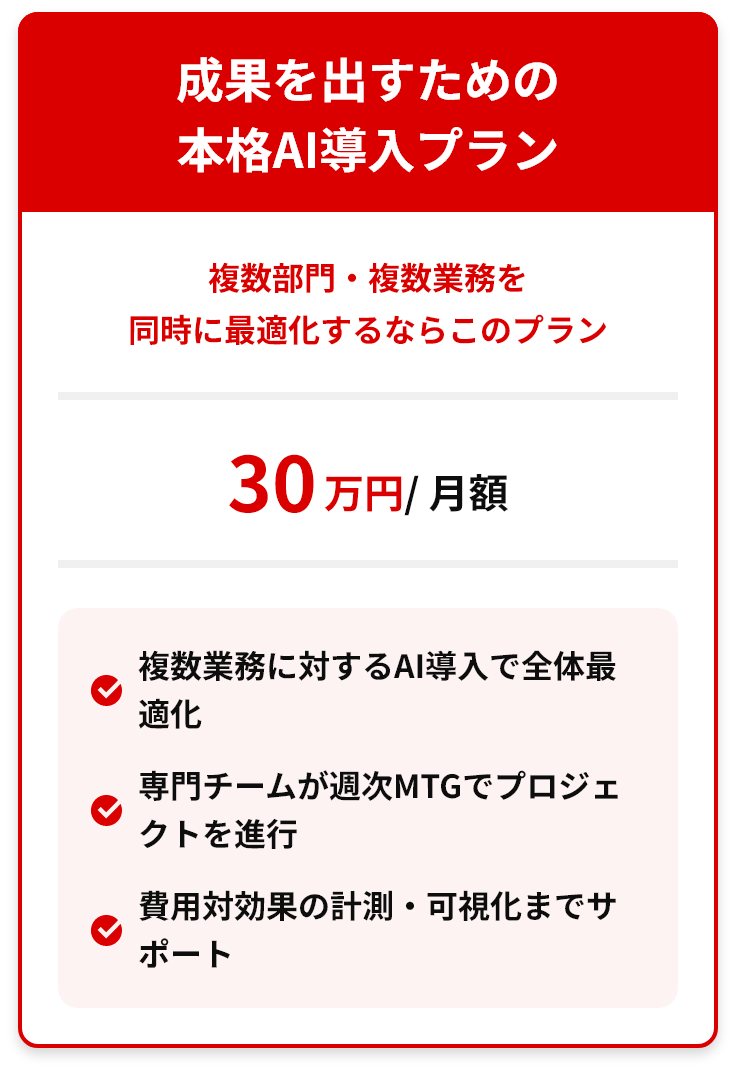 成果を出すための
本格AI導入プラン
複数部門・複数業務を
同時に最適化するならこのプラン
30万円/ 月額
複数業務に対するAI導入で全体最
適化
専門チームが週次MTGでプロジェ
クトを進行
費用対効果の計測・可視化までサ
ポート